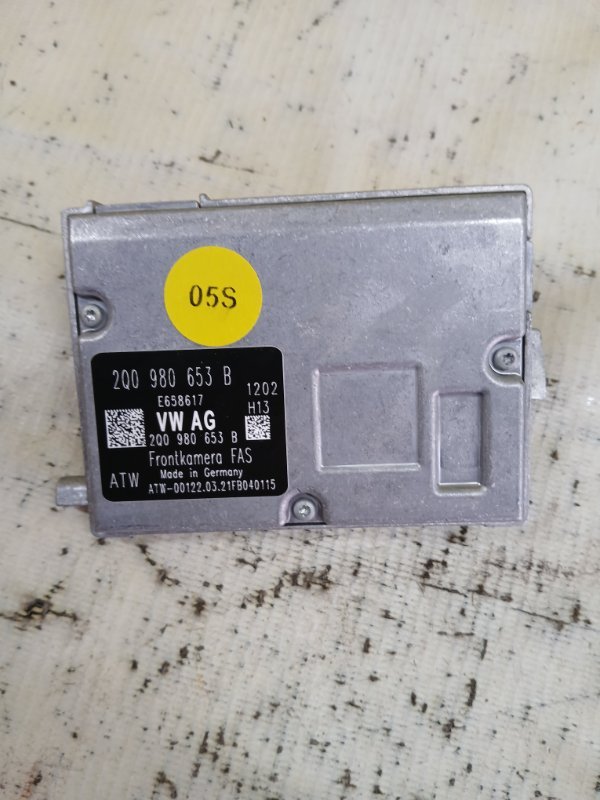 05S
2Q0 980 653 B
1202
E658617
H13
VW AG
2Q0 980 653 B
Frontkamera FAS
Made in Germany
ATW
ATW-00122.03.21FB040115